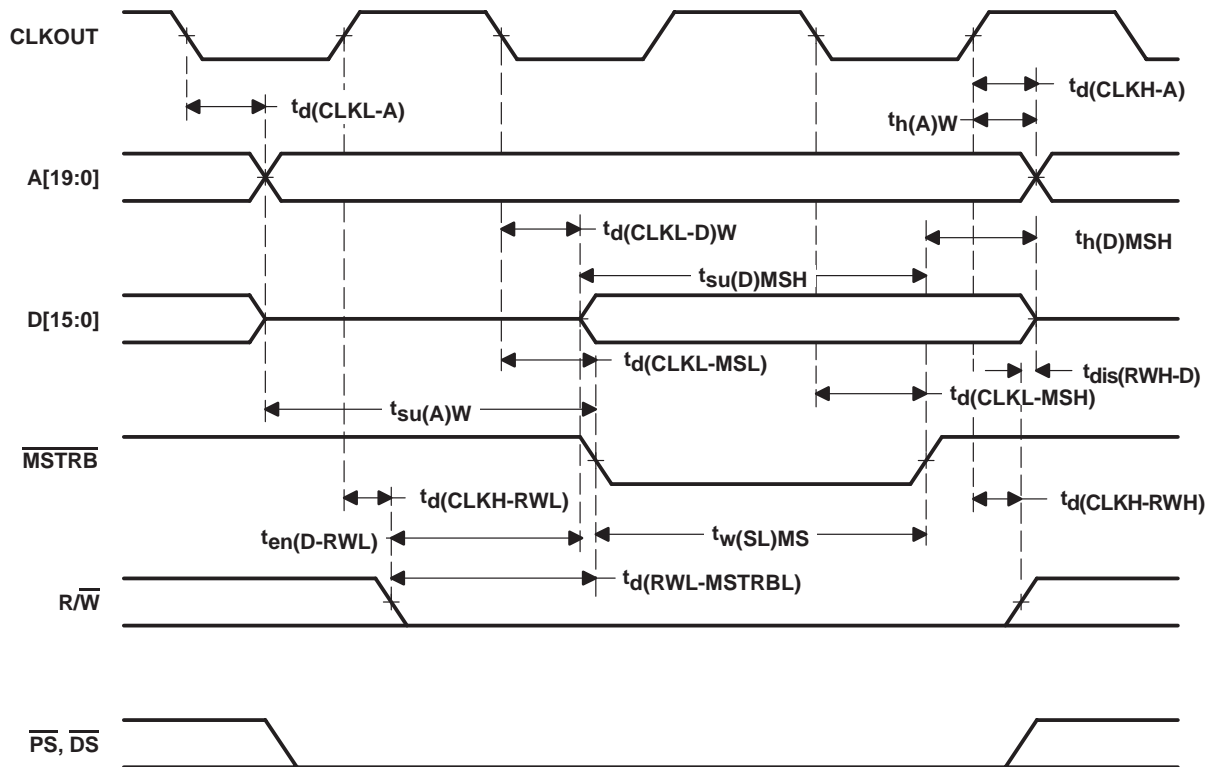 CLKOUT
td(CLKL-A)
td(CLKH-A)
th(A)W
A[19:0]
td(CLKL-D)W
th(D)MSH
tsu(D)MSH
D[15:0]
td(CLKL-MSL)
tdis(RWH-D)
td(CLKL-MSH)
tsu(A)W
MSTRB
td(CLKH-RWL)
td(CLKH-RWH)
ten(D-RWL)
tw(SL)MS
td(RWL-MSTRBL)
R/W
PS, DS